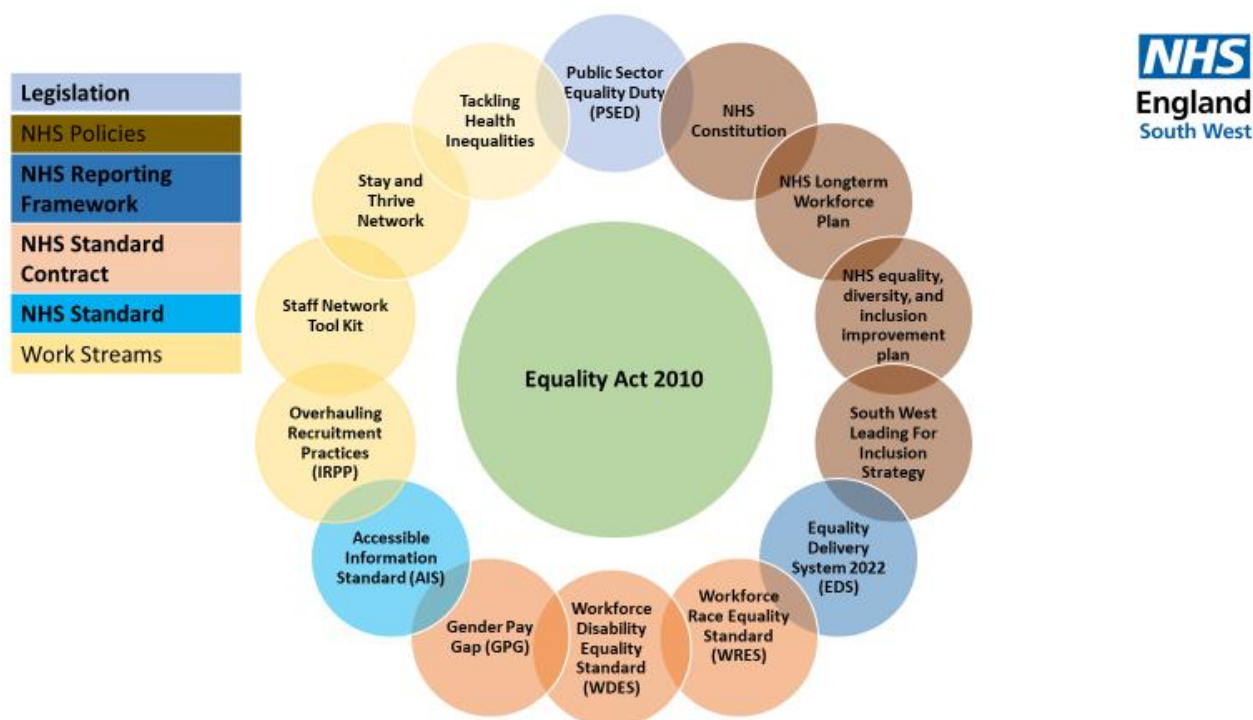 Legislation
NHS Policies
NHS Reporting
Framework
NHS Standard
Contract
NHS Standard
Work Streams
Public Sector
Equality Duty
(PSED)
NHS
Constitution
NHS Longterm
Workforce
Plan
NHS equality,
diversity, and
inclusion
improvement
plan
South West
Leading For
Inclusion
Strategy
Equality
Delivery
System 2022
(EDS)
Workforce
Race Equality
Standard
(WRES)
Workforce
Disability
Equality
Standard
(WDES)
Gender Pay
Gap (GPG)
Accessible
Information
Standard (AIS)
Overhauling
Recruitment
Practices
(IRPP)
Staff Network
Tool Kit
Stay and
Thrive
Network
Tackling
Health
Inequalities
Equality Act 2010
NHS
England
South West